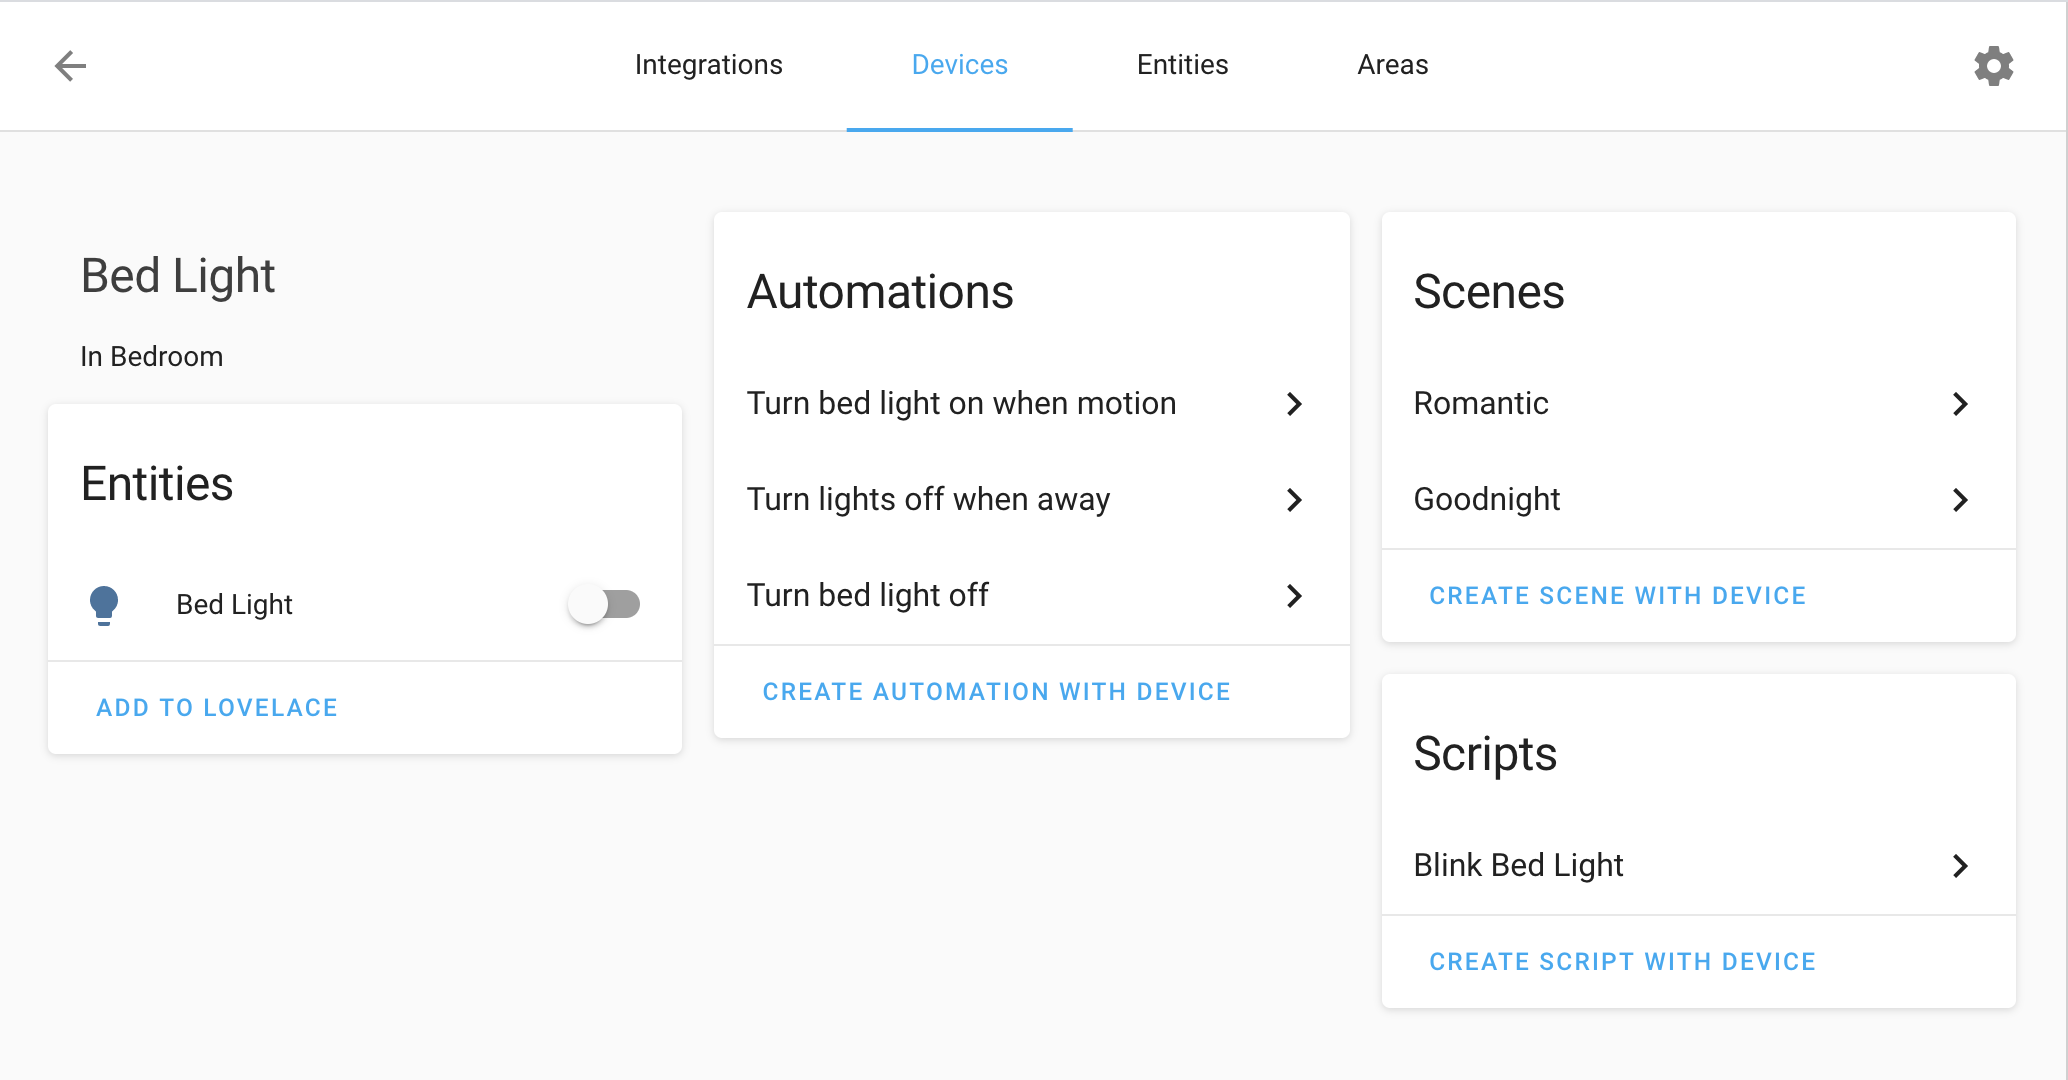 Integrations
Devices
Entities
Areas
Bed Light
In Bedroom
Entities
Bed Light
ADD TO LOVELACE
Automations
Turn bed light on when motion
Turn lights off when away
Turn bed light off
CREATE AUTOMATION WITH DEVICE
Scenes
Romantic
Goodnight
CREATE SCENE WITH DEVICE
Scripts
Blink Bed Light
CREATE SCRIPT WITH DEVICE